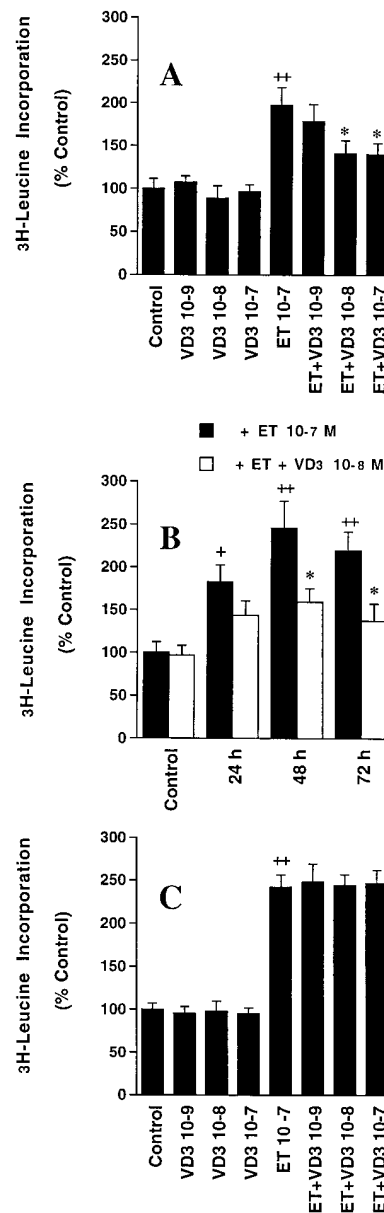 3H-Leucine Incorporation
(% Control)
300
250
200
150
100
50
0
A
++
*
*
Control
VD3 10-9
VD3 10-8
VD3 10-7
ET 10-7
ET+VD3 10-9
ET+VD3 10-8
ET+VD3 10-7
+ ET 10-7 M
+ ET + VD3 10-8 M
3H-Leucine Incorporation
(% Control)
300
250
200
150
100
50
0
B
+
++
*
++
*
Control
24 h
48 h
72 h
3H-Leucine Incorporation
(% Control)
300
250
200
150
100
50
0
C
++
Control
VD3 10-9
VD3 10-8
VD3 10-7
ET 10 -7
ET+VD3 10-9
ET+VD3 10-8
ET+VD3 10-7